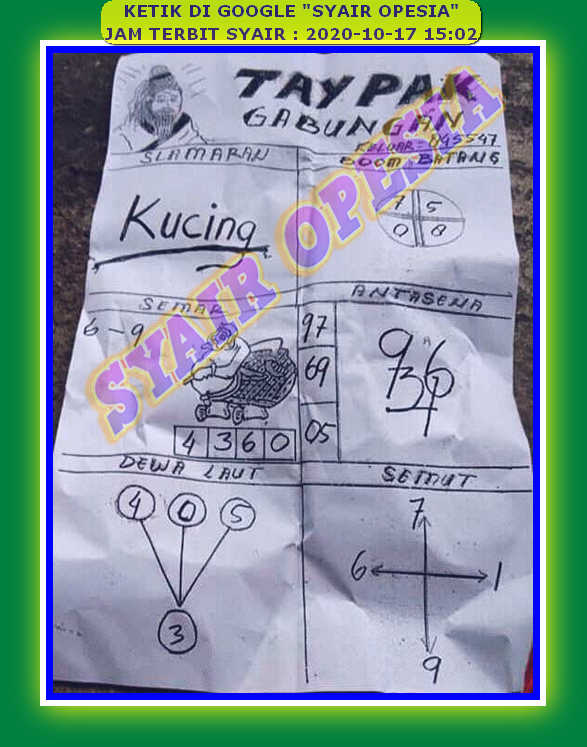 KETIK DI GOOGLE "SYAIR OPESIA"
JAM TERBIT SYAIR : 2020-10-17 15:02
TAYPAK
GABUNGAN
KELUAR = 045547
SLAMARAN
BOOM BATANG
Kucing
7 5
0 8
SYAIR OPESIA
SEMAR
ANTASENA
6-9
97
69
05
4 3 6 0
DEWA LAUT
SEMUT
4 0 5
3
7
6 1
9